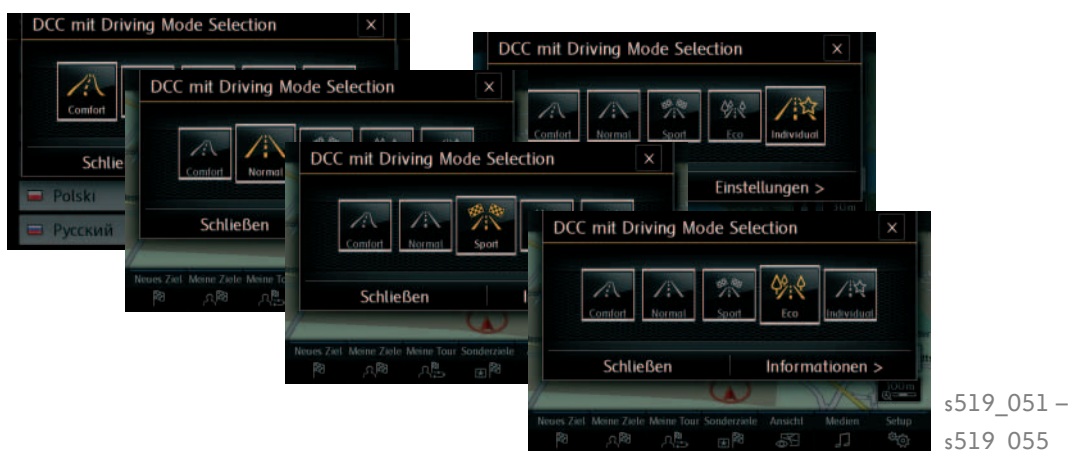 DCC mit Driving Mode Selection
Comfort
Schlie
Polski
Русский
DCC mit Driving Mode Selection
Comfort Normal
Schließen
Neues Ziel Meine Ziele Meine To
DCC mit Driving Mode Selection
Comfort Normal Sport Eco Individual
Einstellungen >
DCC mit Driving Mode Selection
Comfort Normal Sport
Schließen
Neues Ziel Meine Ziele Meine Tour Sonderziele
DCC mit Driving Mode Selection
Comfort Normal Sport Eco Individual
Schließen Informationen >
100m
Neues Ziel Meine Ziele Meine Tour Sonderziele Ansicht Medien Setup
s519_051 –
s519_055